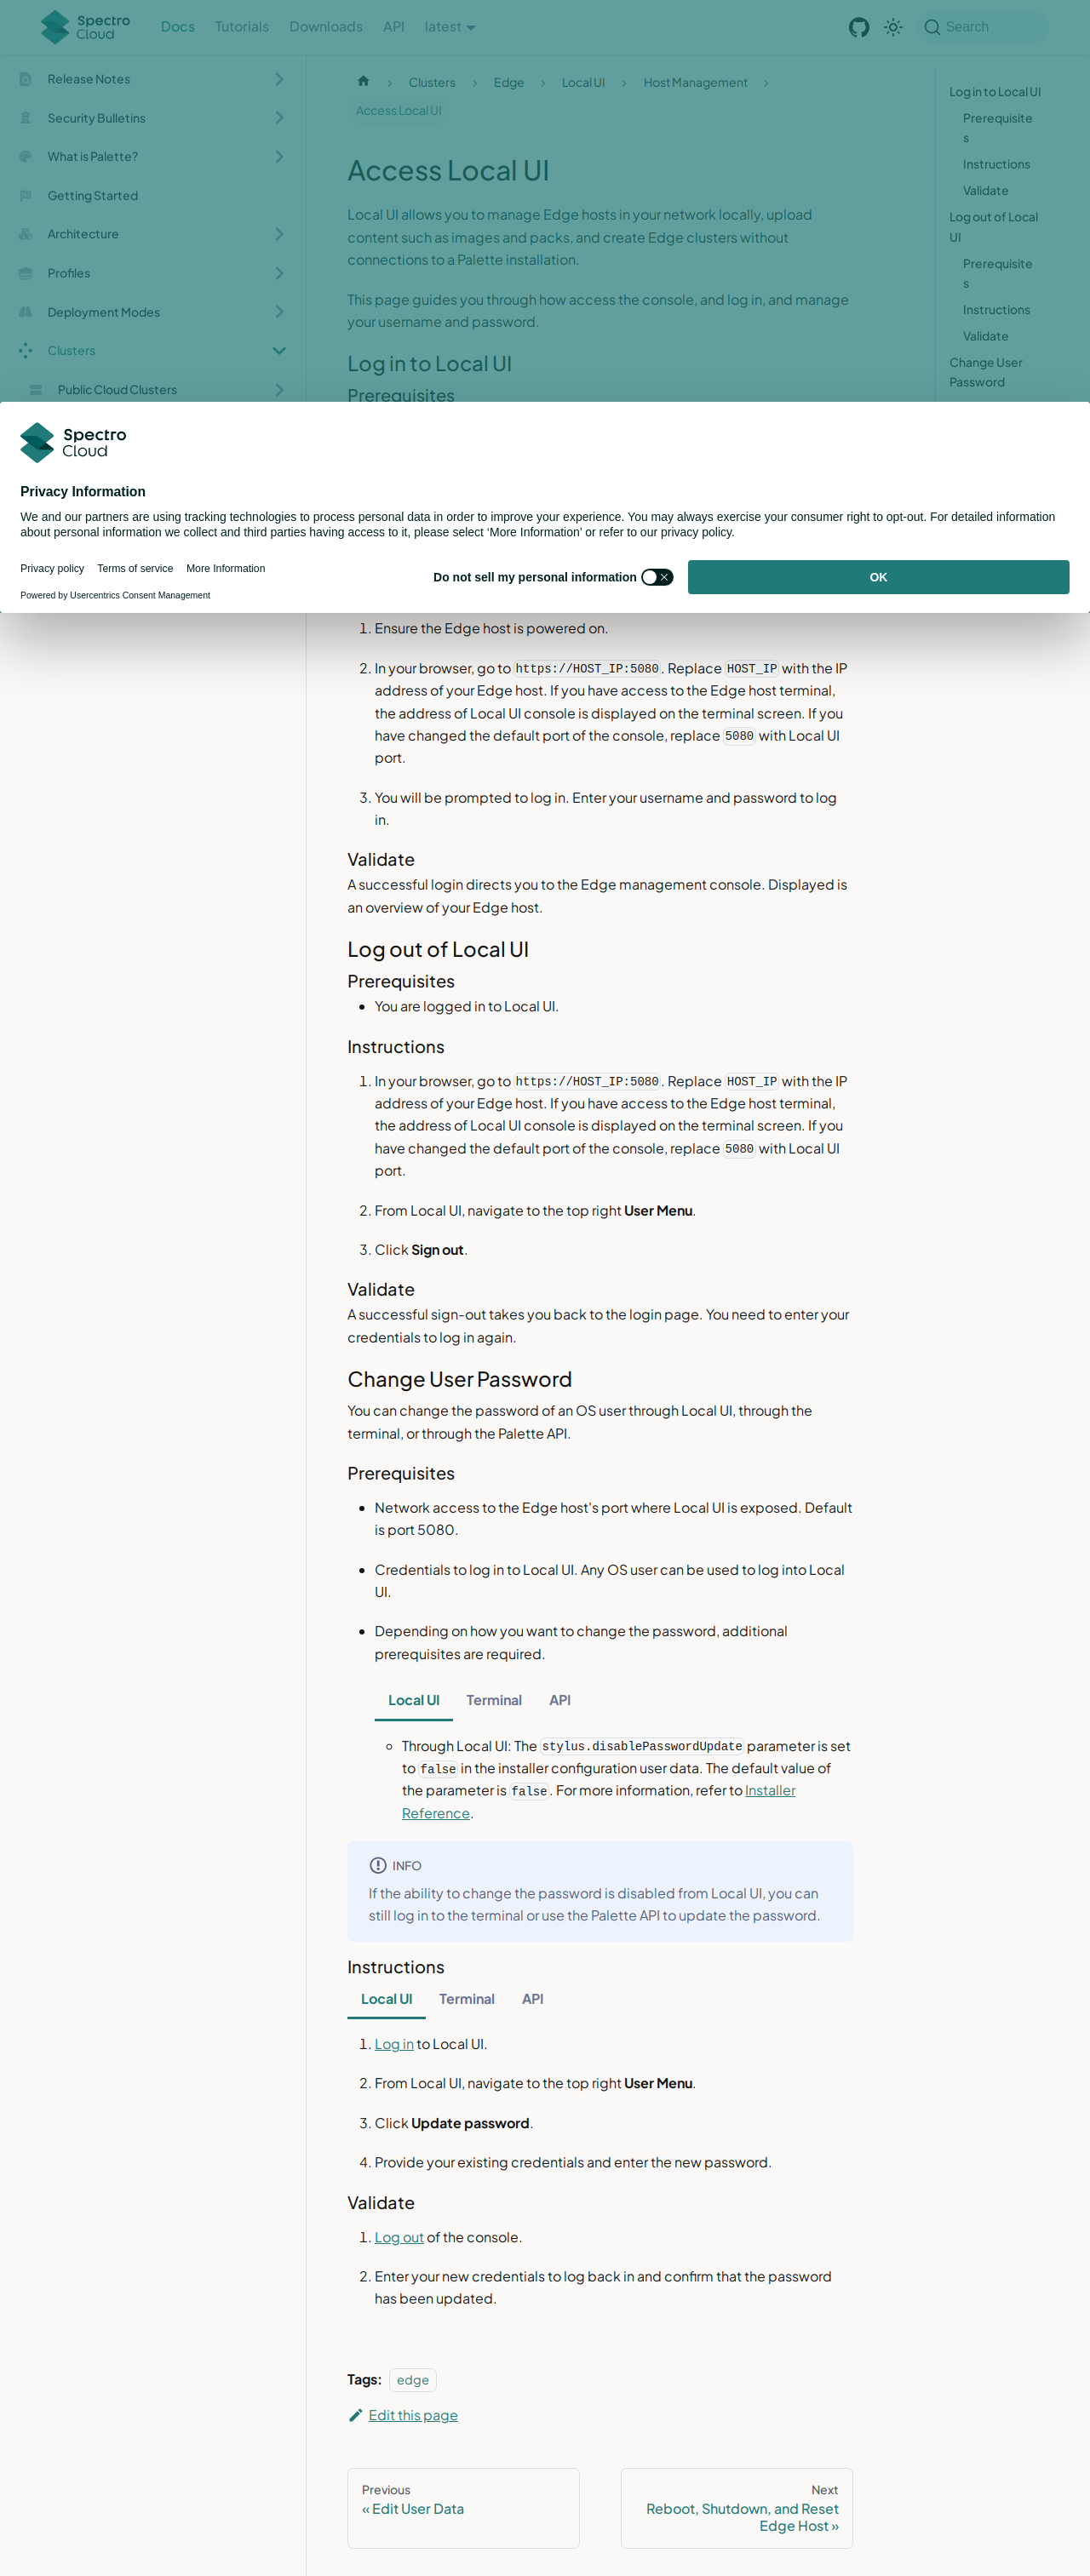 Spectro Cloud
Docs
Tutorials
Downloads
API
latest
Search
Release Notes
Security Bulletins
What is Palette?
Getting Started
Architecture
Profiles
Deployment Modes
Clusters
Public Cloud Clusters
Clusters
Edge
Local UI
Host Management
Access Local UI
Access Local UI
Local UI allows you to manage Edge hosts in your network locally, upload
content such as images and packs, and create Edge clusters without
connections to a Palette installation.
This page guides you through how access the console, and log in, and manage
your username and password.
Log in to Local UI
Prerequisites
Log in to Local UI
Prerequisite
s
Instructions
Validate
Log out of Local
UI
Prerequisite
s
Instructions
Validate
Change User
Password
Spectro Cloud
Privacy Information
We and our partners are using tracking technologies to process personal data in order to improve your experience. You may always exercise your consumer right to opt-out. For detailed information
about personal information we collect and third parties having access to it, please select ‘More Information’ or refer to our privacy policy.
Privacy policy
Terms of service
More Information
Do not sell my personal information
OK
Powered by Usercentrics Consent Management
1. Ensure the Edge host is powered on.
2. In your browser, go to https://HOST_IP:5080. Replace HOST_IP with the IP
address of your Edge host. If you have access to the Edge host terminal,
the address of Local UI console is displayed on the terminal screen. If you
have changed the default port of the console, replace 5080 with Local UI
port.
3. You will be prompted to log in. Enter your username and password to log
in.
Validate
A successful login directs you to the Edge management console. Displayed is
an overview of your Edge host.
Log out of Local UI
Prerequisites
• You are logged in to Local UI.
Instructions
1. In your browser, go to https://HOST_IP:5080. Replace HOST_IP with the IP
address of your Edge host. If you have access to the Edge host terminal,
the address of Local UI console is displayed on the terminal screen. If you
have changed the default port of the console, replace 5080 with Local UI
port.
2. From Local UI, navigate to the top right User Menu.
3. Click Sign out.
Validate
A successful sign-out takes you back to the login page. You need to enter your
credentials to log in again.
Change User Password
You can change the password of an OS user through Local UI, through the
terminal, or through the Palette API.
Prerequisites
• Network access to the Edge host's port where Local UI is exposed. Default
is port 5080.
• Credentials to log in to Local UI. Any OS user can be used to log into Local
UI.
• Depending on how you want to change the password, additional
prerequisites are required.
Local UI
Terminal
API
◦ Through Local UI: The stylus.disablePasswordUpdate parameter is set
to false in the installer configuration user data. The default value of
the parameter is false. For more information, refer to Installer
Reference.
INFO
If the ability to change the password is disabled from Local UI, you can
still log in to the terminal or use the Palette API to update the password.
Instructions
Local UI
Terminal
API
1. Log in to Local UI.
2. From Local UI, navigate to the top right User Menu.
3. Click Update password.
4. Provide your existing credentials and enter the new password.
Validate
1. Log out of the console.
2. Enter your new credentials to log back in and confirm that the password
has been updated.
Tags: edge
Edit this page
Previous
« Edit User Data
Next
Reboot, Shutdown, and Reset
Edge Host »